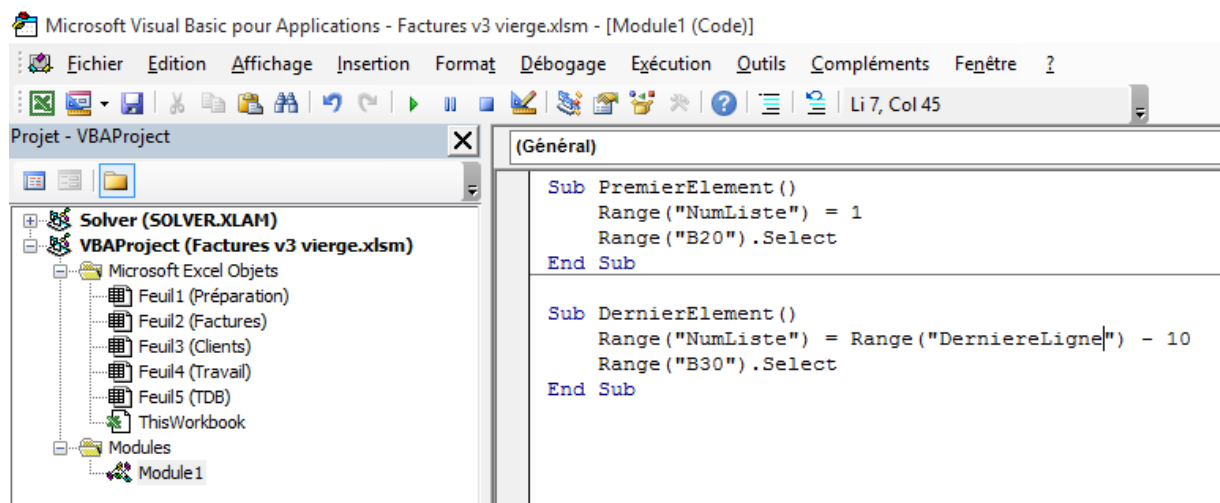 Microsoft Visual Basic pour Applications - Factures v3 vierge.xlsm - [Module1 (Code)]
Fichier Edition Affichage Insertion Format Débogage Exécution Outils Compléments Fenêtre ?
Li 7, Col 45
Projet - VBAProject
Solver (SOLVER.XLAM)
VBAProject (Factures v3 vierge.xlsm)
Microsoft Excel Objets
Feuil1 (Préparation)
Feuil2 (Factures)
Feuil3 (Clients)
Feuil4 (Travail)
Feuil5 (TDB)
ThisWorkbook
Modules
Module1
(Général)
Sub PremierElement()
Range("NumListe") = 1
Range("B20").Select
End Sub
Sub DernierElement()
Range("NumListe") = Range("DerniereLigne") - 10
Range("B30").Select
End Sub